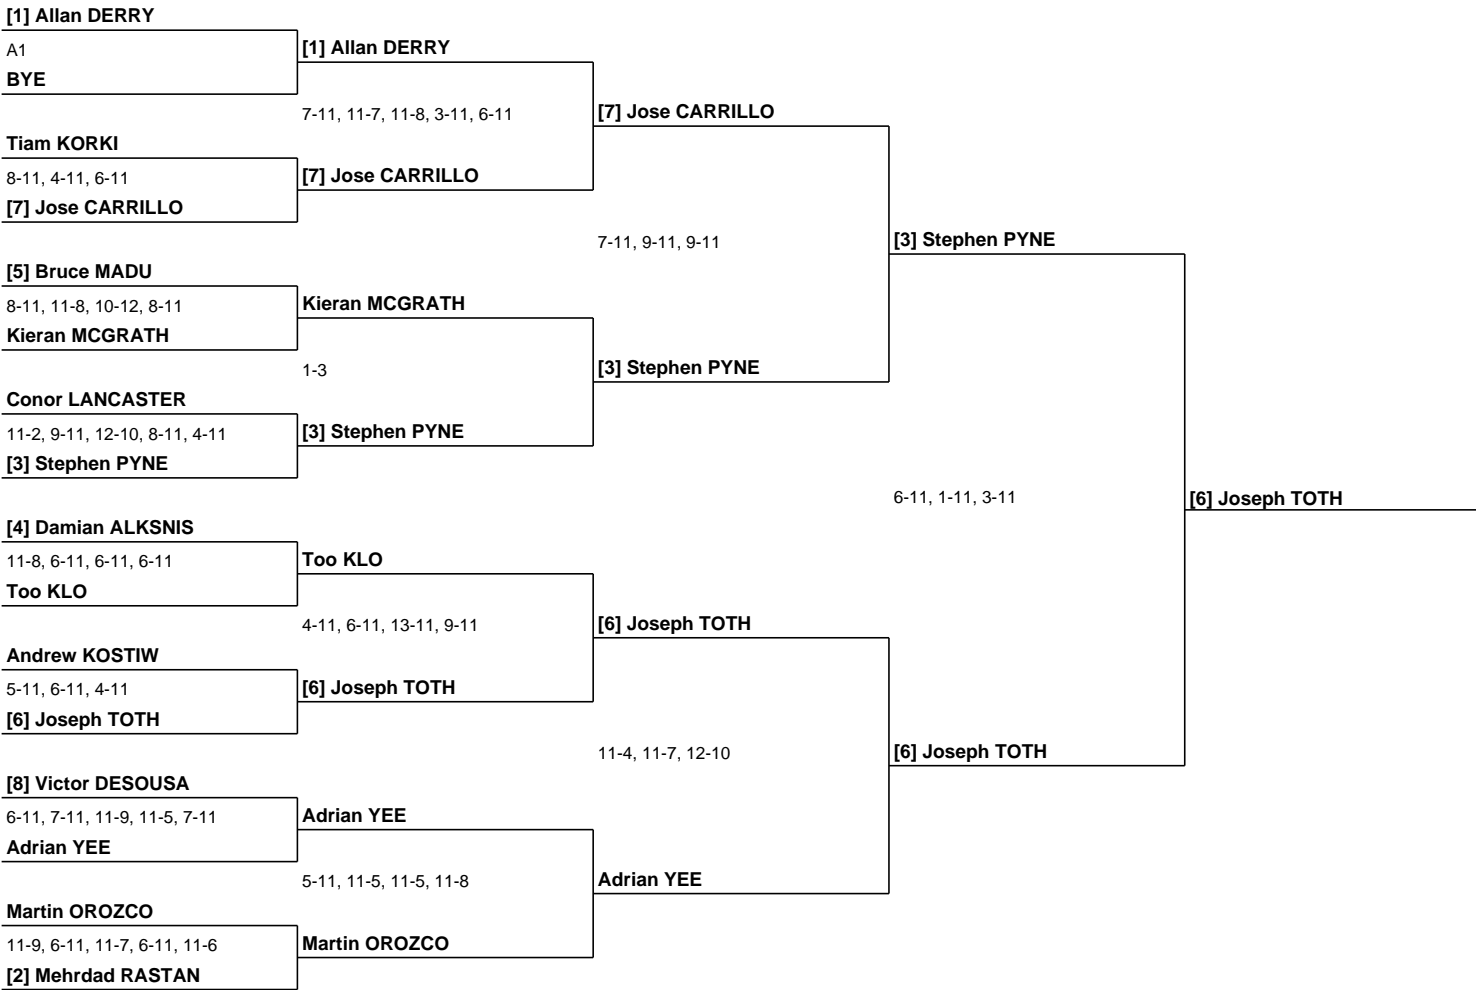 [1] Allan DERRY
A1
BYE
Tiam KORKI
8-11, 4-11, 6-11
[7] Jose CARRILLO
[5] Bruce MADU
8-11, 11-8, 10-12, 8-11
Kieran MCGRATH
Conor LANCASTER
11-2, 9-11, 12-10, 8-11, 4-11
[3] Stephen PYNE
[4] Damian ALKSNIS
11-8, 6-11, 6-11, 6-11
Too KLO
Andrew KOSTIW
5-11, 6-11, 4-11
[6] Joseph TOTH
[8] Victor DESOUSA
6-11, 7-11, 11-9, 11-5, 7-11
Adrian YEE
Martin OROZCO
11-9, 6-11, 11-7, 6-11, 11-6
[2] Mehrdad RASTAN
[1] Allan DERRY
7-11, 11-7, 11-8, 3-11, 6-11
[7] Jose CARRILLO
Kieran MCGRATH
1-3
[3] Stephen PYNE
Too KLO
4-11, 6-11, 13-11, 9-11
[6] Joseph TOTH
Adrian YEE
5-11, 11-5, 11-5, 11-8
Martin OROZCO
[7] Jose CARRILLO
7-11, 9-11, 9-11
[3] Stephen PYNE
[6] Joseph TOTH
11-4, 11-7, 12-10
Adrian YEE
[3] Stephen PYNE
6-11, 1-11, 3-11
[6] Joseph TOTH
[6] Joseph TOTH